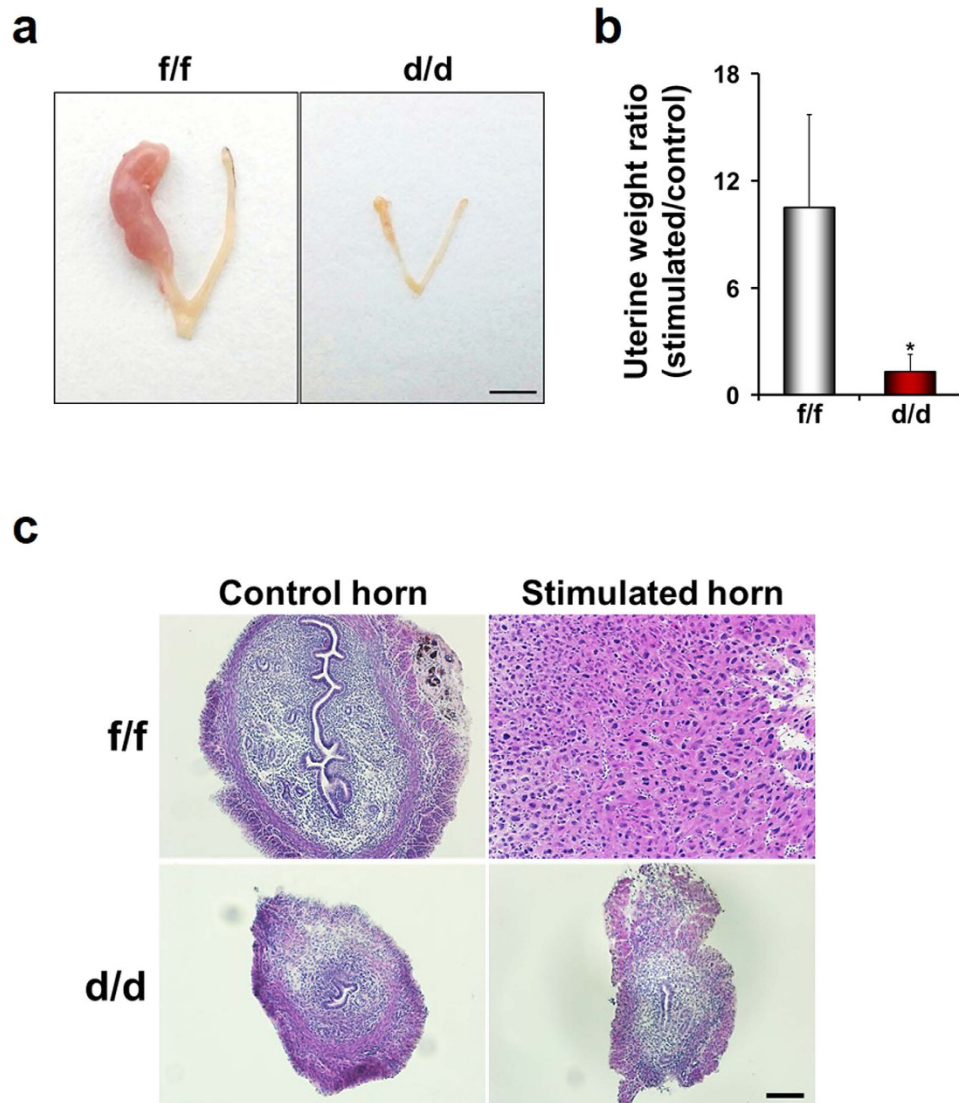 a
f/f
d/d
b
Uterine weight ratio
(stimulated/control)
18
12
6
0
*
f/f
d/d
c
Control horn
Stimulated horn
f/f
d/d